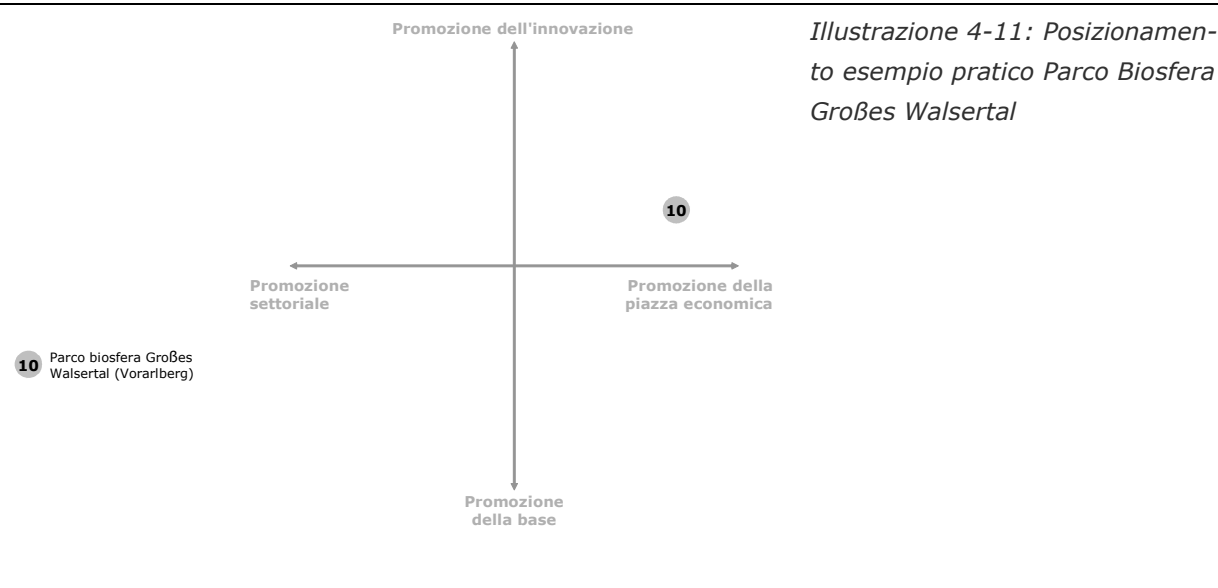 Promozione dell'innovazione
Illustrazione 4-11: Posizionamen-
to esempio pratico Parco Biosfera
Großes Walsertal
10
Promozione
settoriale
Promozione della
piazza economica
10 Parco biosfera Großes
Walsertal (Vorarlberg)
Promozione
della base